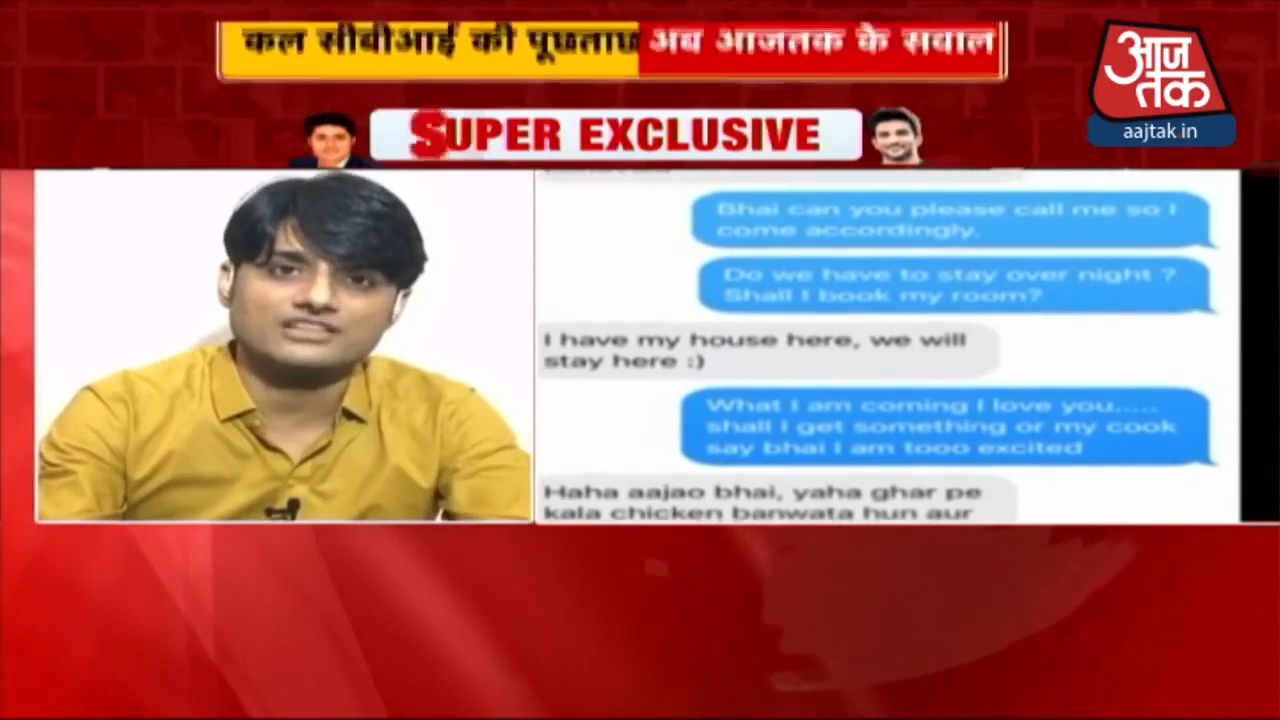 कल सीबीआई की पूछताछ अब आजतक के सवाल
आज
तक
aajtak.in
SUPER EXCLUSIVE
Bhai can you please call me so I
come accordingly.
Do we have to stay over night ?
Shall I book my room?
I have my house here, we will
stay here :)
What I am coming I love you.....
shall I get something or my cook
say bhai I am tooo excited
Haha aajao bhai, yaha ghar pe
kala chicken banwata hun aur